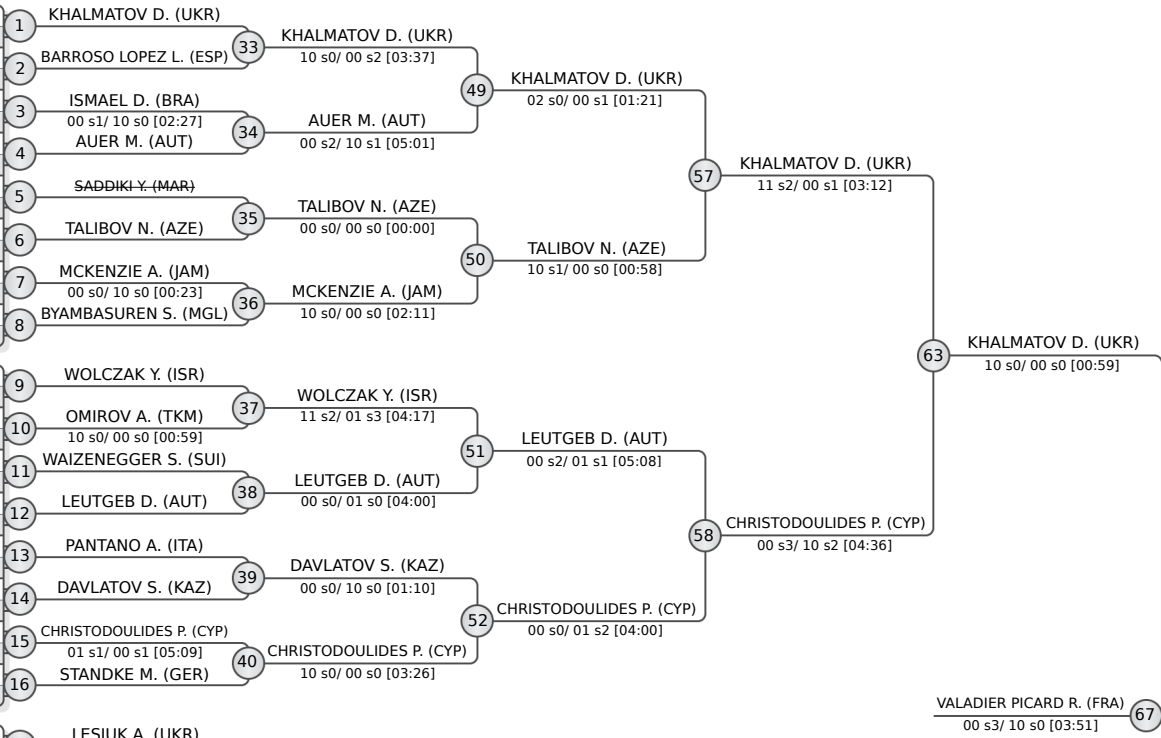 1
KHALMATOV D. (UKR)
2
BARROSO LOPEZ L. (ESP)
3
ISMAEL D. (BRA)
00 s1/ 10 s0 [02:27]
4
AUER M. (AUT)
5
SADDIKI Y. (MAR)
6
TALIBOV N. (AZE)
7
MCKENZIE A. (JAM)
00 s0/ 10 s0 [00:23]
8
BYAMBASUREN S. (MGL)
9
WOLCZAK Y. (ISR)
10
OMIROV A. (TKM)
10 s0/ 00 s0 [00:59]
11
WAIZENEGGER S. (SUI)
12
LEUTGEB D. (AUT)
13
PANTANO A. (ITA)
14
DAVLATOV S. (KAZ)
15
CHRISTODOULIDES P. (CYP)
01 s1/ 00 s1 [05:09]
16
STANDKE M. (GER)
LESIUK A. (UKR)
33
KHALMATOV D. (UKR)
10 s0/ 00 s2 [03:37]
34
AUER M. (AUT)
00 s2/ 10 s1 [05:01]
35
TALIBOV N. (AZE)
00 s0/ 00 s0 [00:00]
36
MCKENZIE A. (JAM)
10 s0/ 00 s0 [02:11]
37
WOLCZAK Y. (ISR)
11 s2/ 01 s3 [04:17]
38
LEUTGEB D. (AUT)
00 s0/ 01 s0 [04:00]
39
DAVLATOV S. (KAZ)
00 s0/ 10 s0 [01:10]
40
CHRISTODOULIDES P. (CYP)
10 s0/ 00 s0 [03:26]
49
KHALMATOV D. (UKR)
02 s0/ 00 s1 [01:21]
50
TALIBOV N. (AZE)
10 s1/ 00 s0 [00:58]
51
LEUTGEB D. (AUT)
00 s2/ 01 s1 [05:08]
52
CHRISTODOULIDES P. (CYP)
00 s0/ 01 s2 [04:00]
57
KHALMATOV D. (UKR)
11 s2/ 00 s1 [03:12]
58
CHRISTODOULIDES P. (CYP)
00 s3/ 10 s2 [04:36]
63
KHALMATOV D. (UKR)
10 s0/ 00 s0 [00:59]
VALADIER PICARD R. (FRA)
00 s3/ 10 s0 [03:51]
67